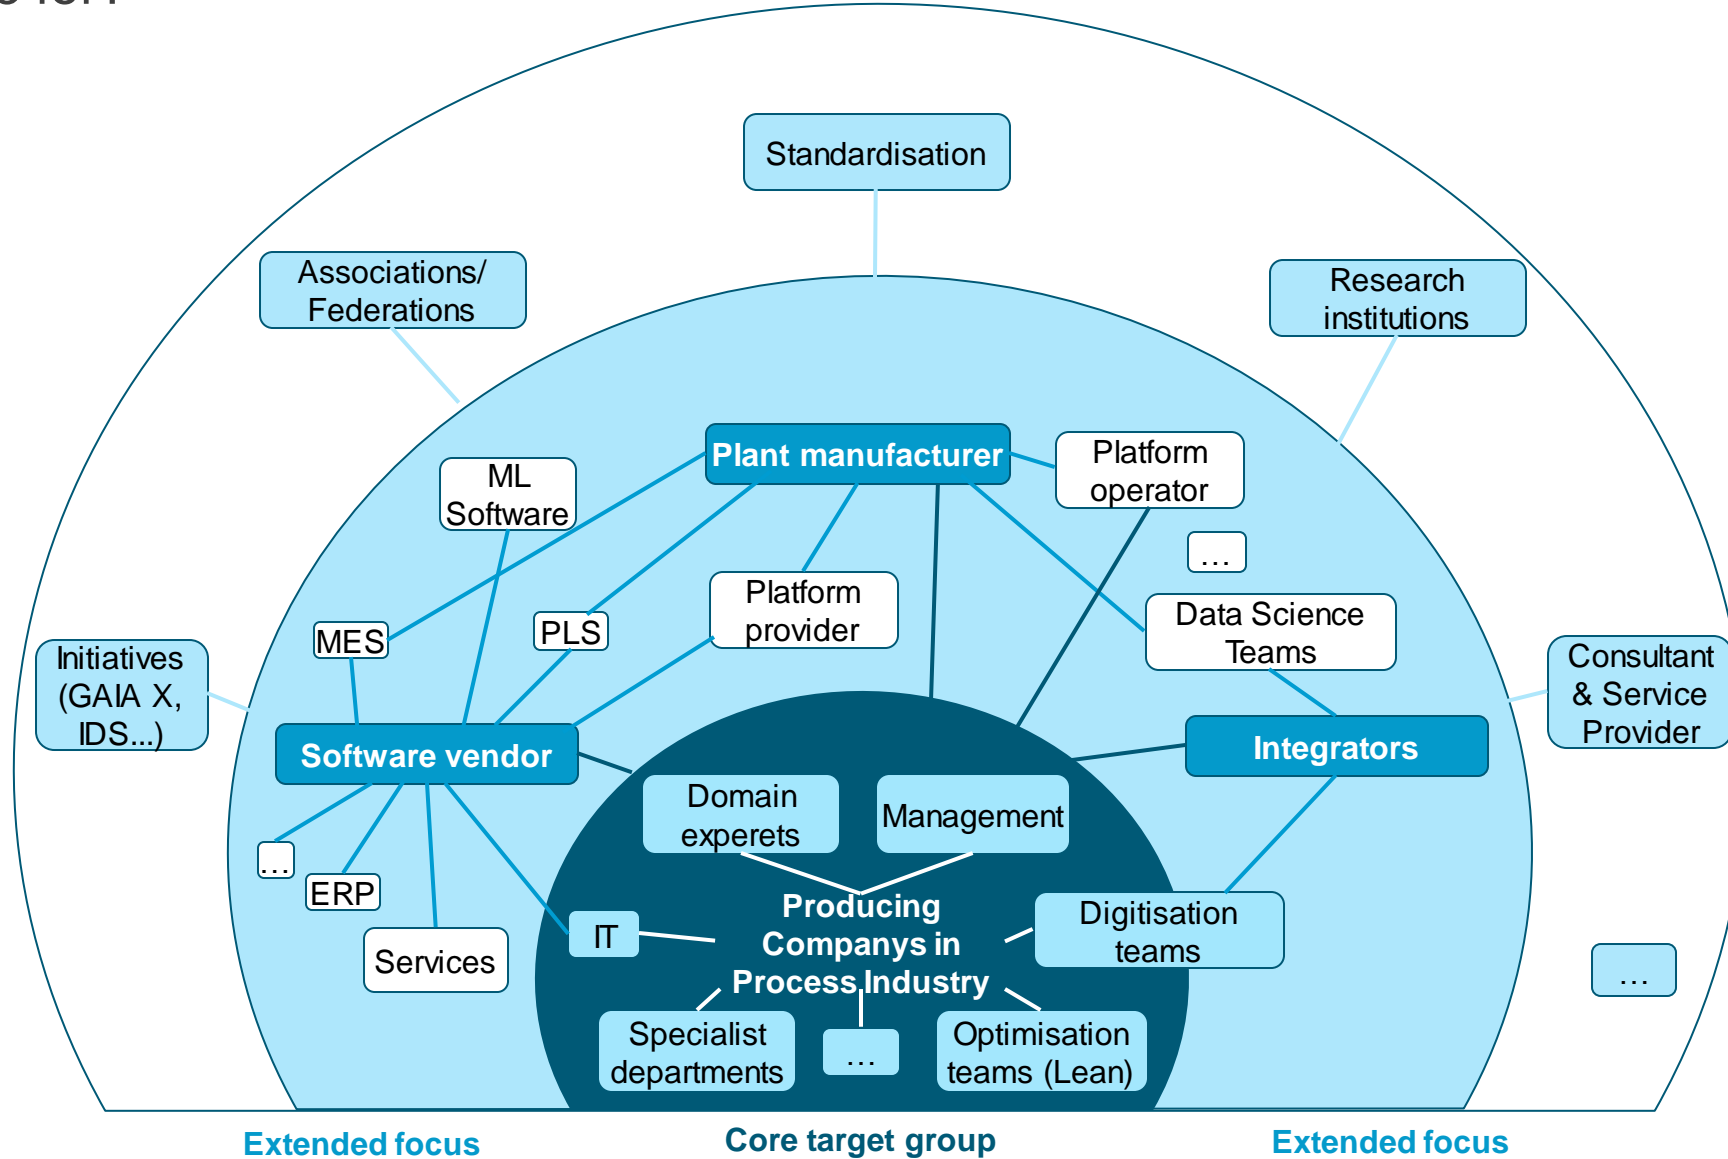 Standardisation
Associations/
Federations
Research
institutions
Plant manufacturer
Platform
operator
ML
Software
...
Platform
provider
Data Science
Teams
MES
PLS
Initiatives
(GAIA X,
IDS...)
Consultant
& Service
Provider
Software vendor
Integrators
Domain
experets
Management
...
ERP
Services
IT
Producing
Companys in
Process Industry
Digitisation
teams
...
Specialist
departments
...
Optimisation
teams (Lean)
Extended focus
Core target group
Extended focus